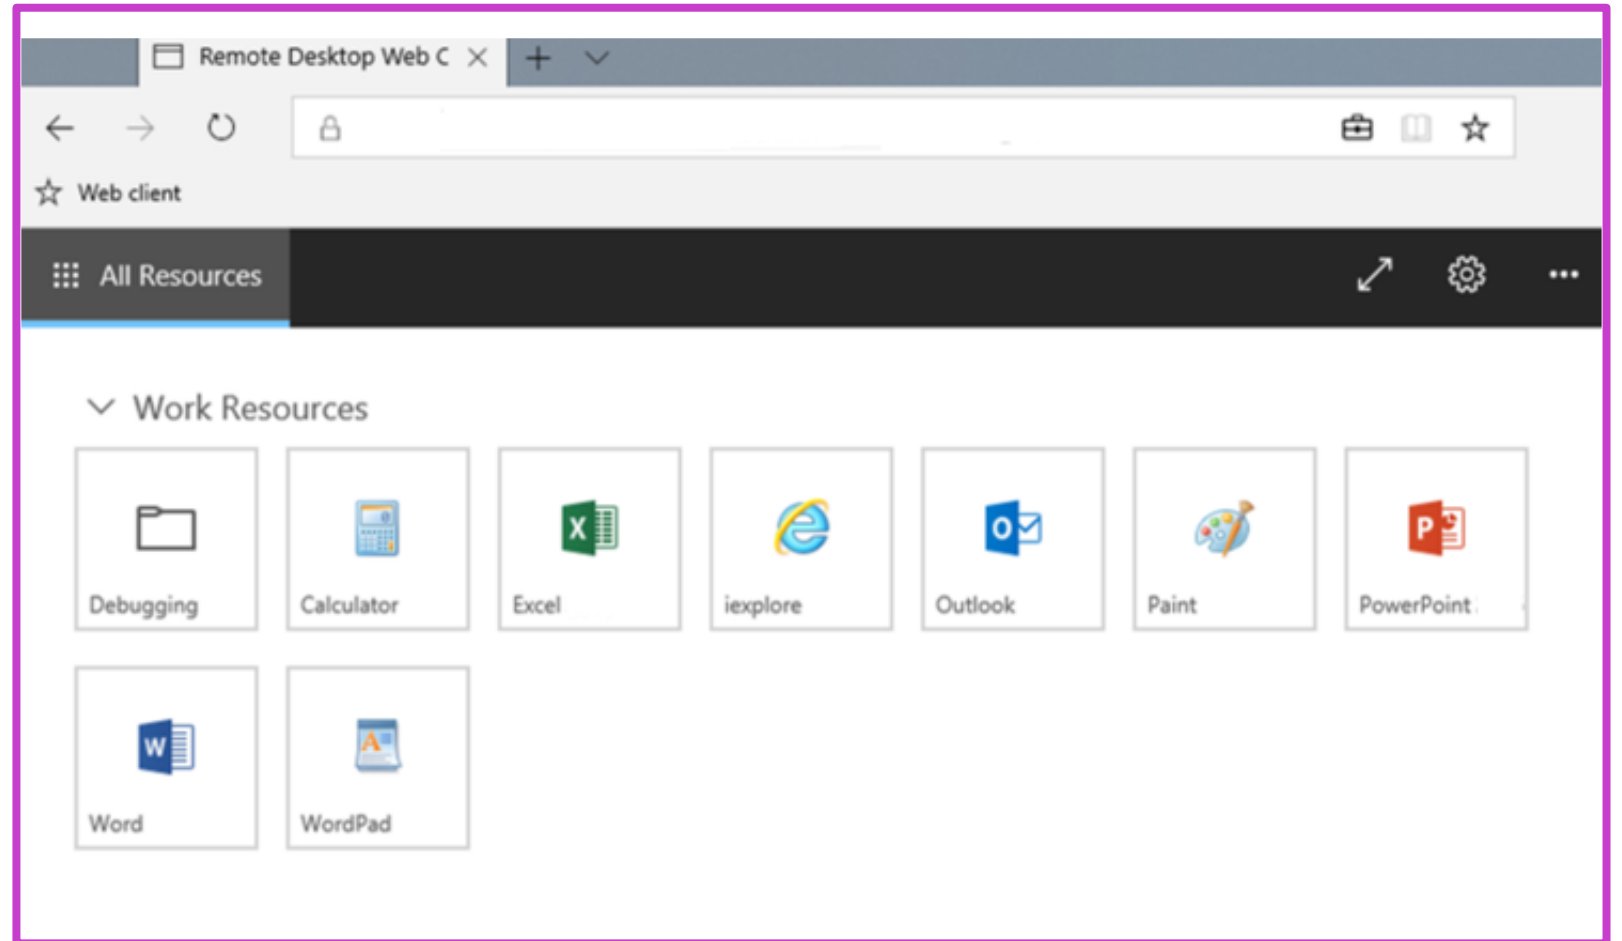 Remote Desktop Web C
Web client
All Resources
Work Resources
Debugging
Calculator
Excel
iexplore
Outlook
Paint
PowerPoint
Word
WordPad